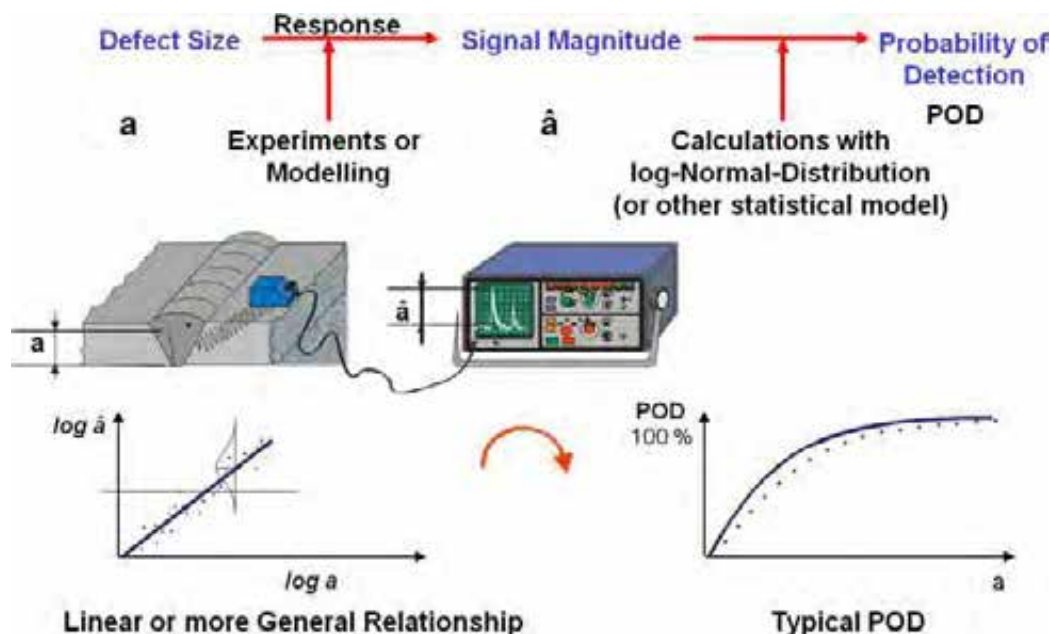 Defect Size
Response
Signal Magnitude
Probability of
Detection
POD
a
â
Experiments or
Modelling
Calculations with
log-Normal-Distribution
(or other statistical model)
a
â
log â
log a
POD
100 %
a
Linear or more General Relationship
Typical POD